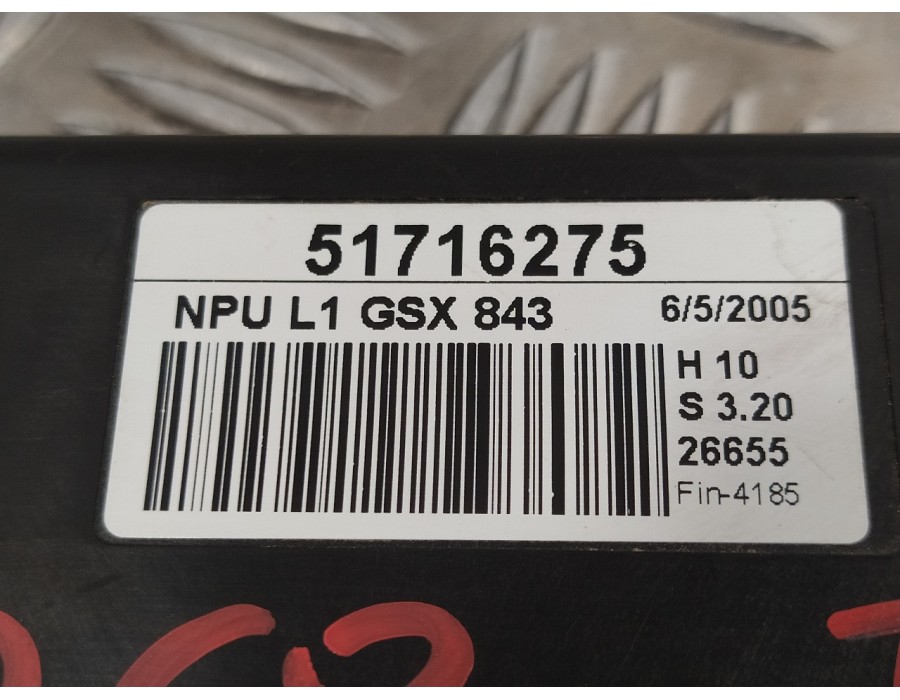 51716275
NPU L1 GSX 843
6/5/2005
H 10
S 3.20
26655
Fin-4185